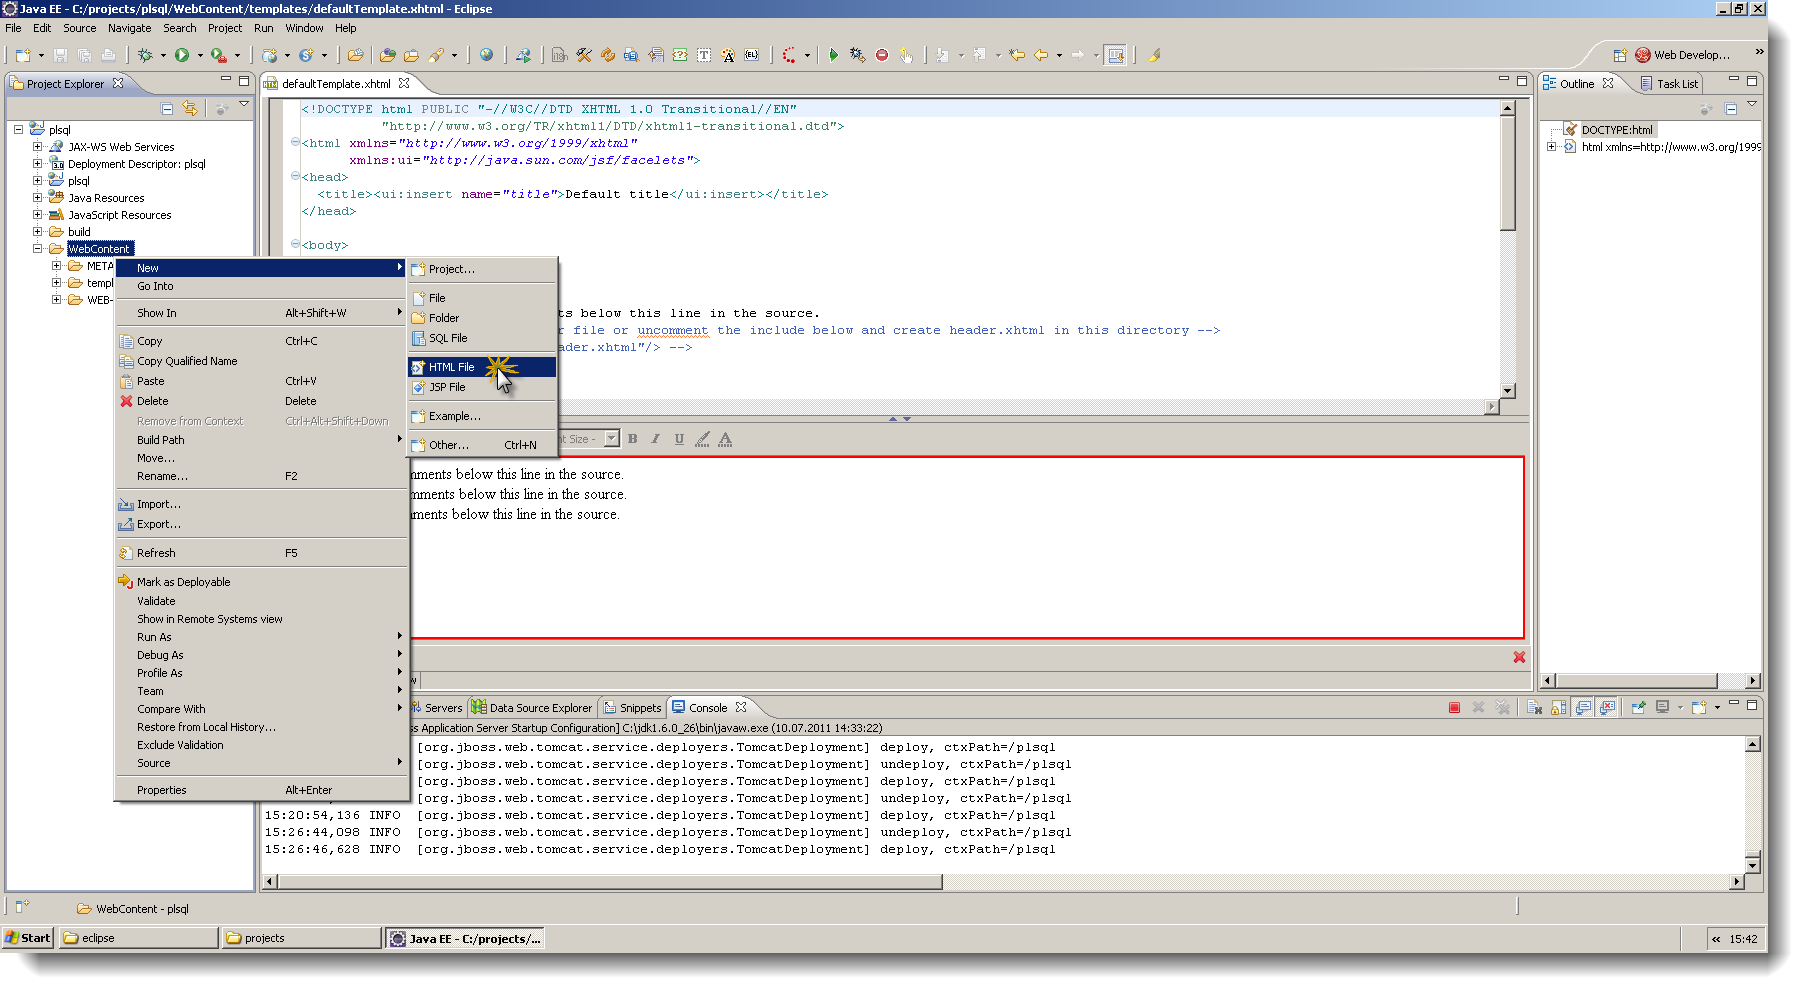 Java EE - C:/projects/plsql/WebContent/templates/defaultTemplate.xhtml - Eclipse
File Edit Source Navigate Search Project Run Window Help
Web Develop... »
Project Explorer
plsql
JAX-WS Web Services
Deployment Descriptor: plsql
plsql
Java Resources
JavaScript Resources
build
WebContent
META
templ
WEB-
defaultTemplate.xhtml
<!DOCTYPE html PUBLIC "-//W3C//DTD XHTML 1.0 Transitional//EN"
"http://www.w3.org/TR/xhtml1/DTD/xhtml1-transitional.dtd">
<html xmlns="http://www.w3.org/1999/xhtml"
xmlns:ui="http://java.sun.com/jsf/facelets">
<head>
<title><ui:insert name="title">Default title</ui:insert></title>
</head>
<body>
ts below this line in the source.
r file or uncomment the include below and create header.xhtml in this directory -->
ader.xhtml"/> -->
New
Go Into
Show In Alt+Shift+W
Copy Ctrl+C
Copy Qualified Name
Paste Ctrl+V
Delete Delete
Remove from Context Ctrl+Alt+Shift+Down
Build Path
Move...
Rename... F2
Import...
Export...
Refresh F5
Mark as Deployable
Validate
Show in Remote Systems view
Run As
Debug As
Profile As
Team
Compare With
Restore from Local History...
Exclude Validation
Source
Properties Alt+Enter
Project...
File
Folder
SQL File
HTML File
JSP File
Example...
Other... Ctrl+N
nt Size - B I U A
mments below this line in the source.
mments below this line in the source.
ments below this line in the source.
w
Outline
Task List
DOCTYPE:html
html xmlns=http://www.w3.org/1999
Servers Data Source Explorer Snippets Console
ss Application Server Startup Configuration] C:\jdk1.6.0_26\bin\javaw.exe (10.07.2011 14:33:22)
[org.jboss.web.tomcat.service.deployers.TomcatDeployment] deploy, ctxPath=/plsql
[org.jboss.web.tomcat.service.deployers.TomcatDeployment] undeploy, ctxPath=/plsql
[org.jboss.web.tomcat.service.deployers.TomcatDeployment] deploy, ctxPath=/plsql
[org.jboss.web.tomcat.service.deployers.TomcatDeployment] undeploy, ctxPath=/plsql
15:20:54,136 INFO [org.jboss.web.tomcat.service.deployers.TomcatDeployment] deploy, ctxPath=/plsql
15:26:44,098 INFO [org.jboss.web.tomcat.service.deployers.TomcatDeployment] undeploy, ctxPath=/plsql
15:26:46,628 INFO [org.jboss.web.tomcat.service.deployers.TomcatDeployment] deploy, ctxPath=/plsql
WebContent - plsql
Start eclipse projects Java EE - C:/projects/... « 15:42